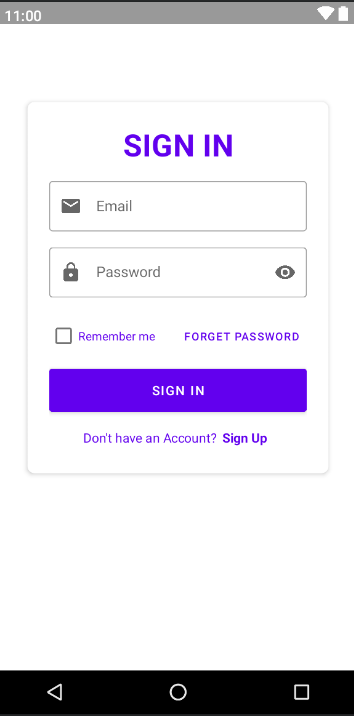 11:00
SIGN IN
Email
Password
Remember me FORGET PASSWORD
SIGN IN
Don't have an Account? Sign Up